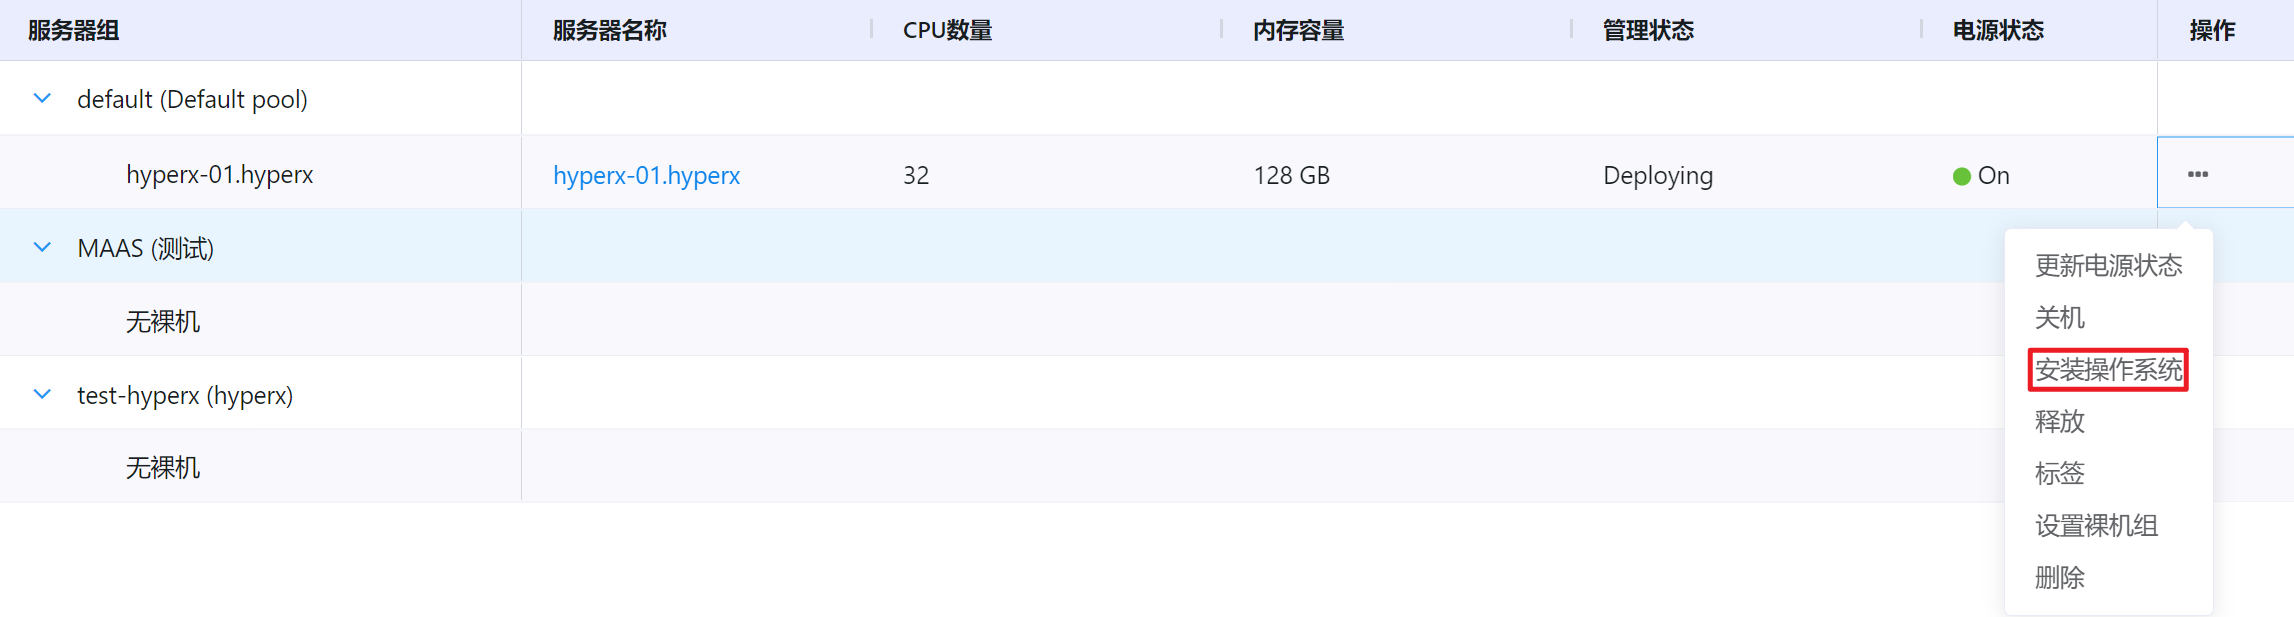 服务器组 服务器名称 CPU数量 内存容量 管理状态 电源状态 操作
default (Default pool)
hyperx-01.hyperx hyperx-01.hyperx 32 128 GB Deploying On ···
MAAS (测试)
无裸机
test-hyperx (hyperx)
无裸机
更新电源状态
关机
安装操作系统
释放
标签
设置裸机组
删除